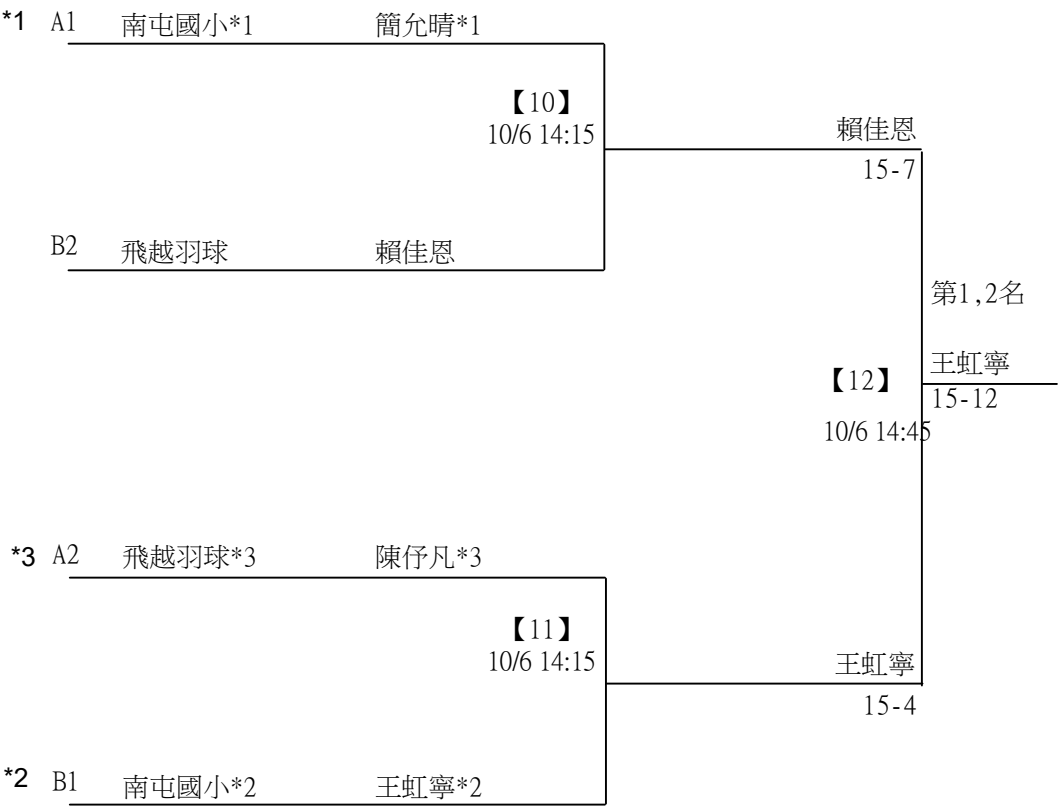 *1 A1 南屯國小*1 簡允晴*1
【10】
10/6 14:15
賴佳恩
15-7
B2 飛越羽球 賴佳恩
第1,2名
王虹寧
【12】
15-12
10/6 14:45
*3 A2 飛越羽球*3 陳伃凡*3
【11】
10/6 14:15
王虹寧
15-4
*2 B1 南屯國小*2 王虹寧*2